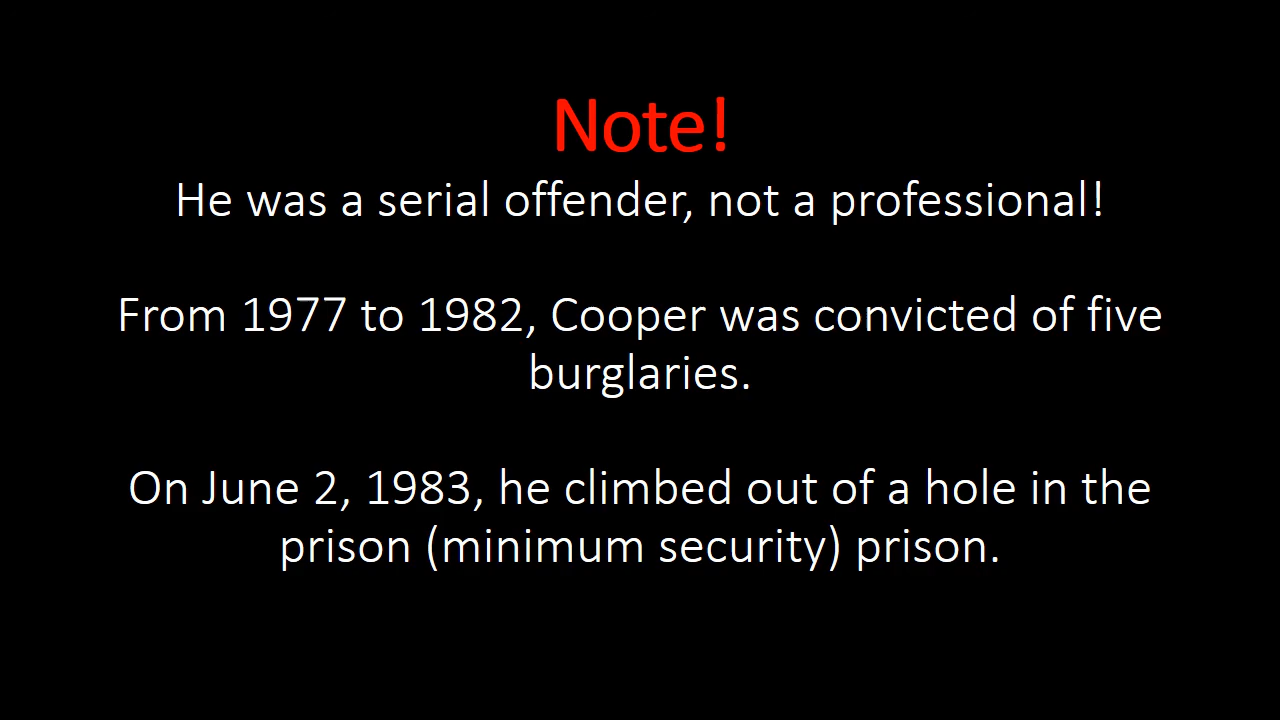 Note!
He was a serial offender, not a professional!
From 1977 to 1982, Cooper was convicted of five
burglaries.
On June 2, 1983, he climbed out of a hole in the
prison (minimum security) prison.